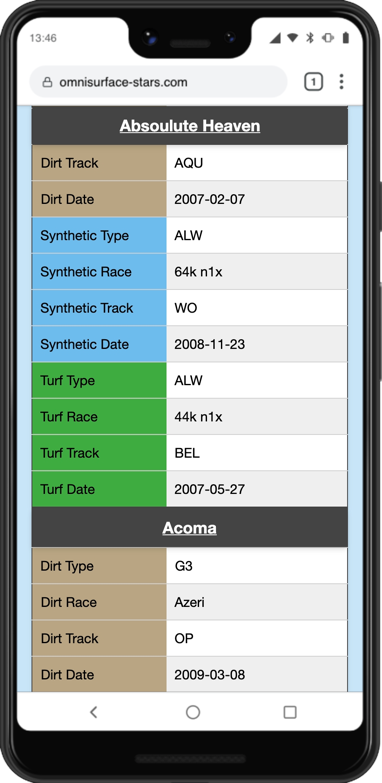 13:46
omnisurface-stars.com
1
Absoulute Heaven
Dirt Track AQU
Dirt Date 2007-02-07
Synthetic Type ALW
Synthetic Race 64k n1x
Synthetic Track WO
Synthetic Date 2008-11-23
Turf Type ALW
Turf Race 44k n1x
Turf Track BEL
Turf Date 2007-05-27
Acoma
Dirt Type G3
Dirt Race Azeri
Dirt Track OP
Dirt Date 2009-03-08